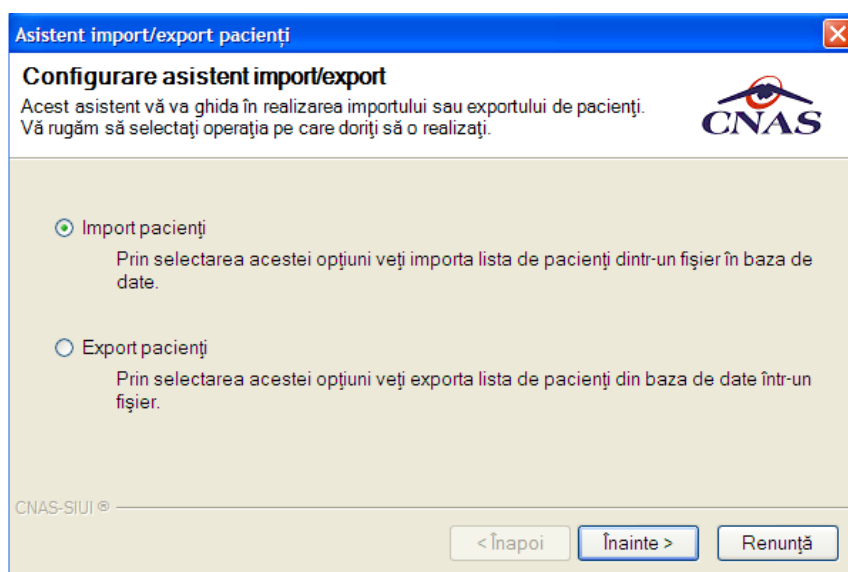 Asistent import/export pacienţi
Configurare asistent import/export
Acest asistent vă va ghida în realizarea importului sau exportului de pacienţi.
Vă rugăm să selectaţi operaţia pe care doriţi să o realizaţi.
CNAS
Import pacienţi
Prin selectarea acestei opţiuni veţi importa lista de pacienţi dintr-un fişier în baza de
date.
Export pacienţi
Prin selectarea acestei opţiuni veţi exporta lista de pacienţi din baza de date într-un
fişier.
CNAS-SIUI ®
< Înapoi
Înainte >
Renunţă